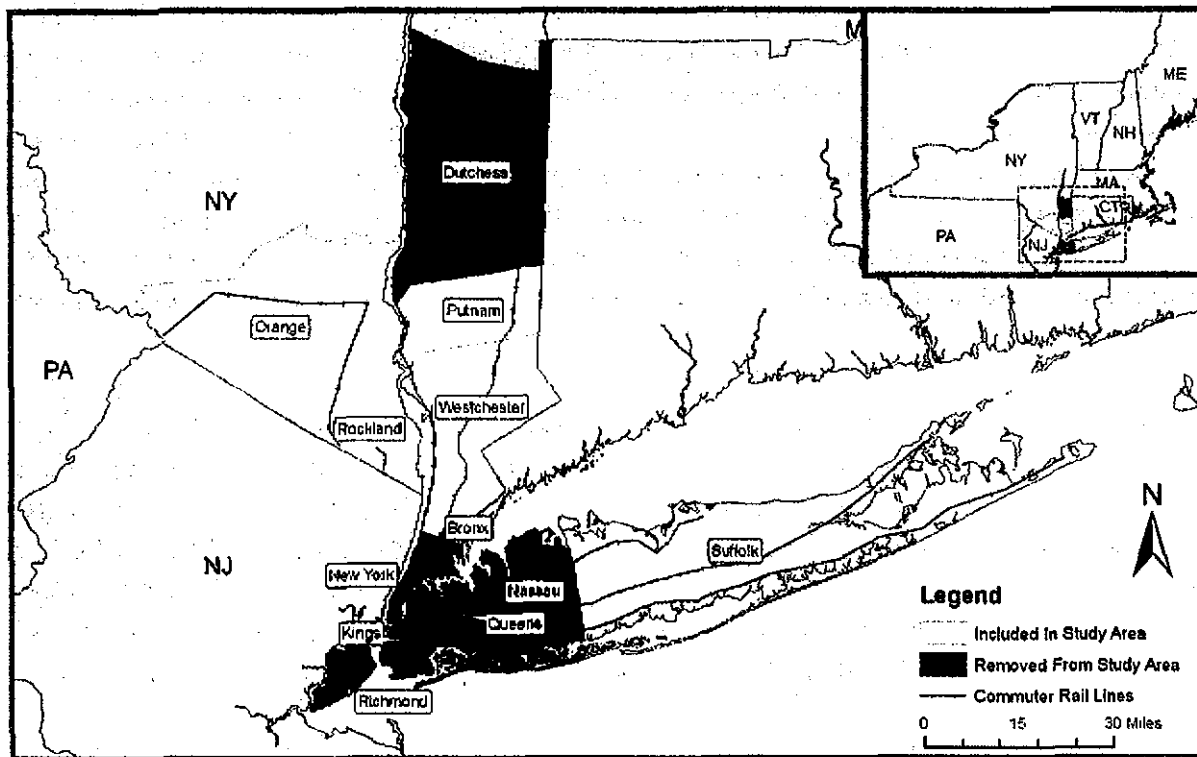 M
ME
VT
NH
NY
MA
CT
RI
PA
NJ
NY
Dutchess
Putnam
Orange
PA
Westchester
Rockland
N
Bronx
Suffolk
NJ
New York
Nassau
Queens
Kings
Richmond
Legend
Included In Study Area
Removed From Study Area
Commuter Rail Lines
0 15 30 Miles